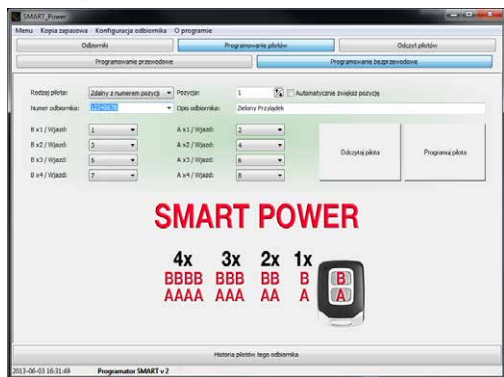 SMART_Power
Menu Kopia zapasowa Konfiguracja odbiornika O programie
Odbiorniki Programowanie pilotów Odczyt pilotów
Programowanie przewodowe Programowanie bezprzewodowe
Rodzaj pilota: Zdalny z numerem pozycji Pozycja: 1 Automatycznie zwiększ pozycję
Numer odbiornika: 12345678 Opis odbiornika: Zielony Przylądek
B x1 / Wjazd: 1 A x1 / Wjazd: 2
B x2 / Wjazd: 3 A x2 / Wjazd: 4
B x3 / Wjazd: 5 A x3 / Wjazd: 6
B x4 / Wjazd: 7 A x4 / Wjazd: 8
Odczytaj pilota Programuj pilota
SMART POWER
4x 3x 2x 1x
BBBB BBB BB B B
AAAA AAA AA A A
Historia pilotów tego odbiornika
2013-06-03 16:31:49 Programator SMART v 2